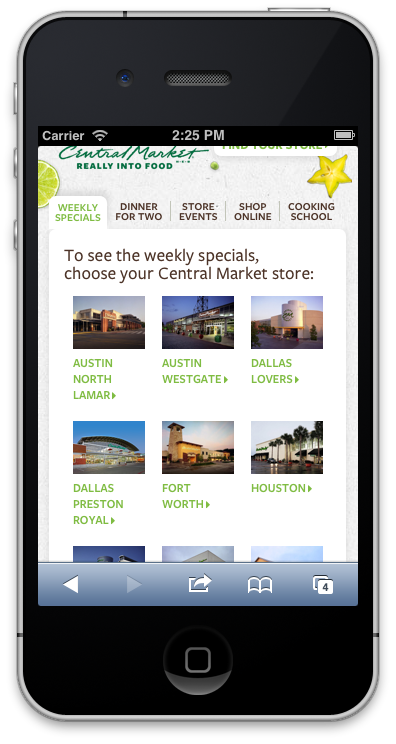 Carrier 2:25 PM
FIND YOUR STORE
Central Market
REALLY INTO FOOD
WEEKLY SPECIALS
DINNER FOR TWO
STORE EVENTS
SHOP ONLINE
COOKING SCHOOL
To see the weekly specials,
choose your Central Market store:
AUSTIN
NORTH
LAMAR
AUSTIN
WESTGATE
DALLAS
LOVERS
DALLAS
PRESTON
ROYAL
FORT
WORTH
HOUSTON
4